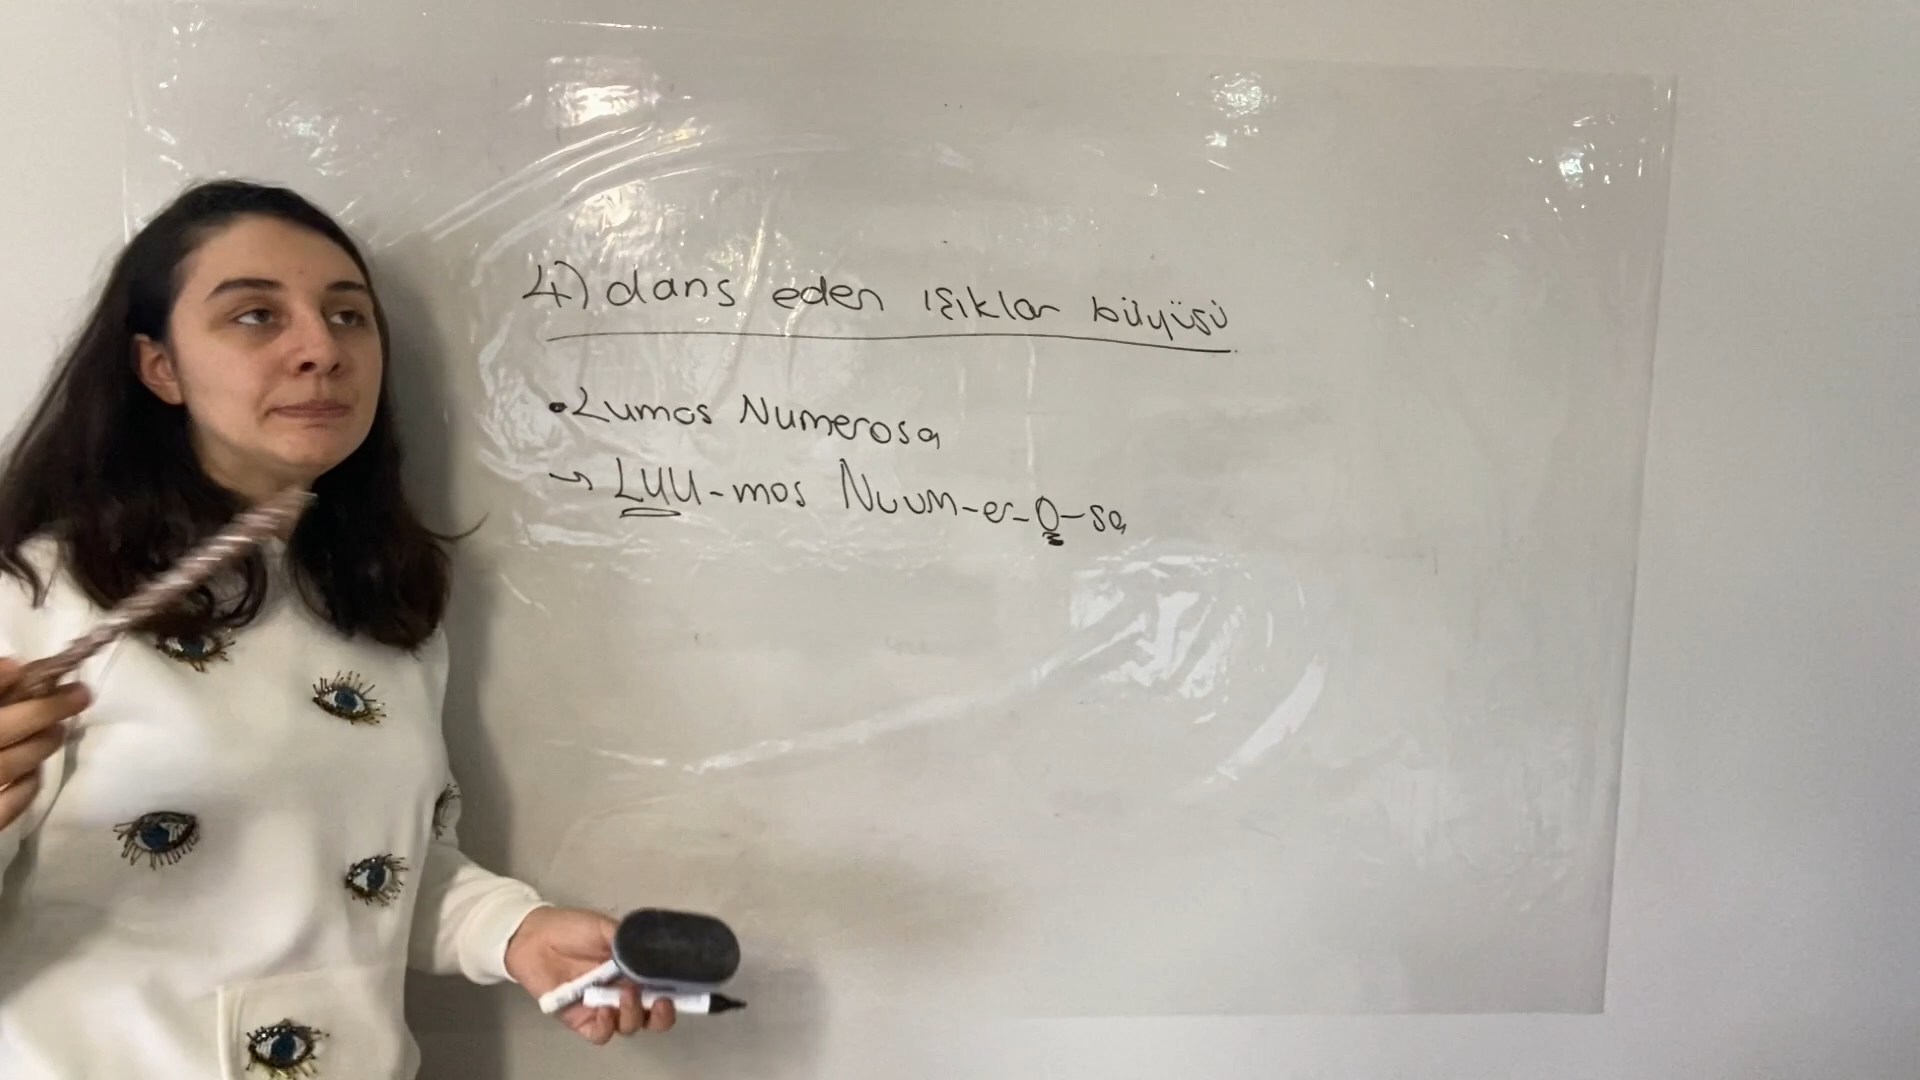 4) dans eden ışıklar büyüsü
• Lumos Numerosa
→ LUU-mos Nuum-er-O-sa